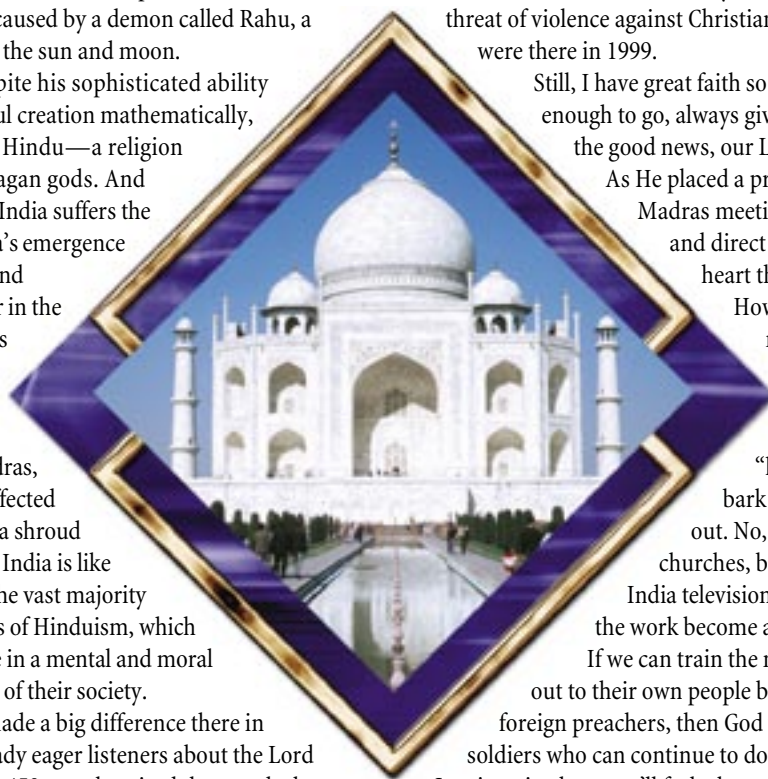 caused by a demon called Rahu, a
the sun and moon.
pite his sophisticated ability
ul creation mathematically,
Hindu—a religion
agan gods. And
India suffers the
a's emergence
nd
r in the
s
dras,
ffected
a shroud
India is like
he vast majority
s of Hinduism, which
e in a mental and moral
of their society.
ade a big difference there in
ady eager listeners about the Lord
threat of violence against Christian
were there in 1999.
Still, I have great faith so
enough to go, always giv
the good news, our L
As He placed a pr
Madras meeti
and direct
heart th
How
bark
out. No,
churches, b
India television
the work become a
If we can train the
out to their own people b
foreign preachers, then God
soldiers who can continue to do